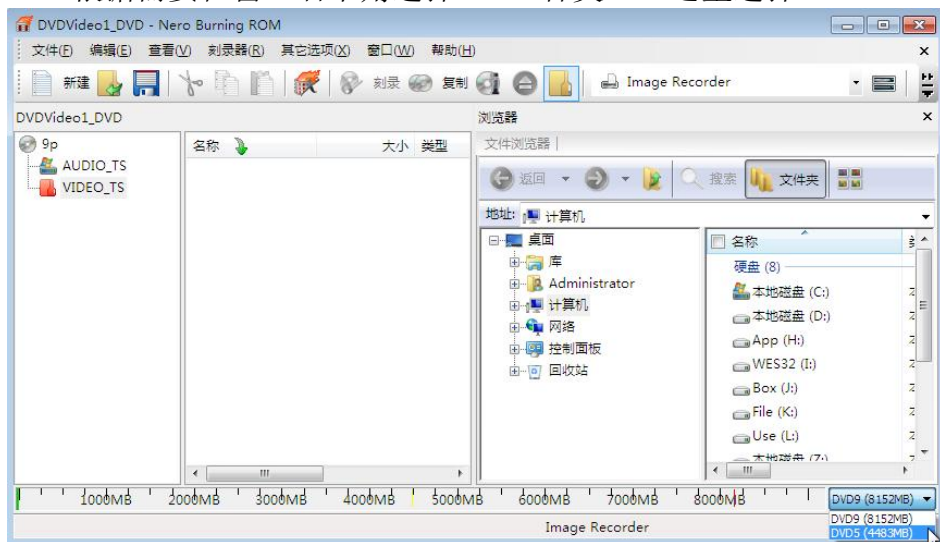 DVDVideo1_DVD - Nero Burning ROM
文件(F) 编辑(E) 查看(V) 刻录器(R) 其它选项(X) 窗口(W) 帮助(H)
新建 刻录 复制 Image Recorder
DVDVideo1_DVD
浏览器
9p
AUDIO_TS
VIDEO_TS
名称 大小 类型
文件浏览器
返回 搜索 文件夹
地址: 计算机
桌面
库
Administrator
计算机
网络
控制面板
回收站
名称
硬盘 (8)
本地磁盘 (C:)
本地磁盘 (D:)
App (H:)
WES32 (I:)
Box (J:)
File (K:)
Use (L:)
本地磁盘 (Z:)
1000MB 2000MB 3000MB 4000MB 5000MB 6000MB 7000MB 8000MB DVD9 (8152MB)
Image Recorder
DVD9 (8152MB)
DVD5 (4483MB)